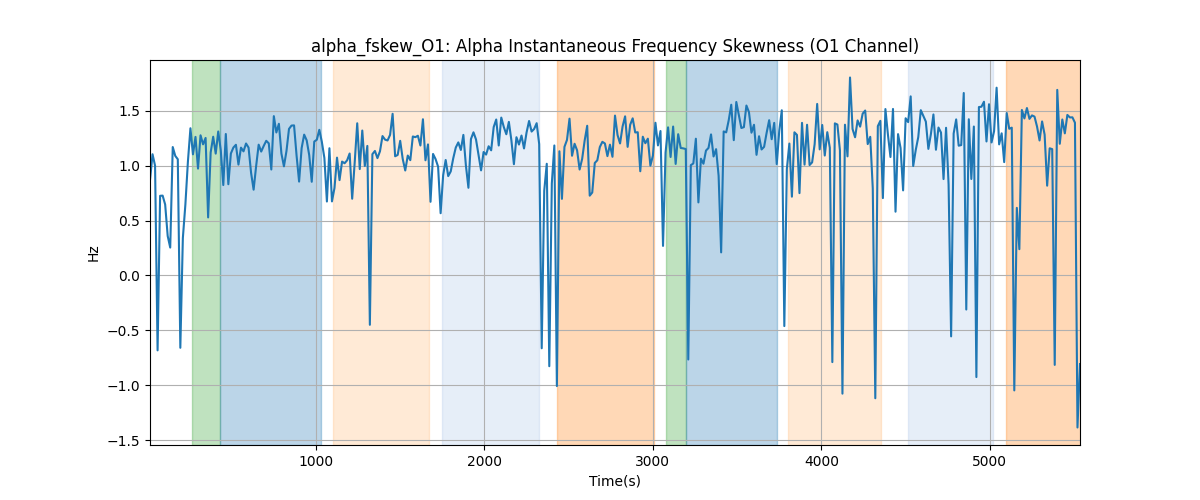 alpha_fskew_O1: Alpha Instantaneous Frequency Skewness (O1 Channel)
Hz
1.5
1.0
0.5
0.0
−0.5
−1.0
−1.5
1000 2000 3000 4000 5000
Time(s)